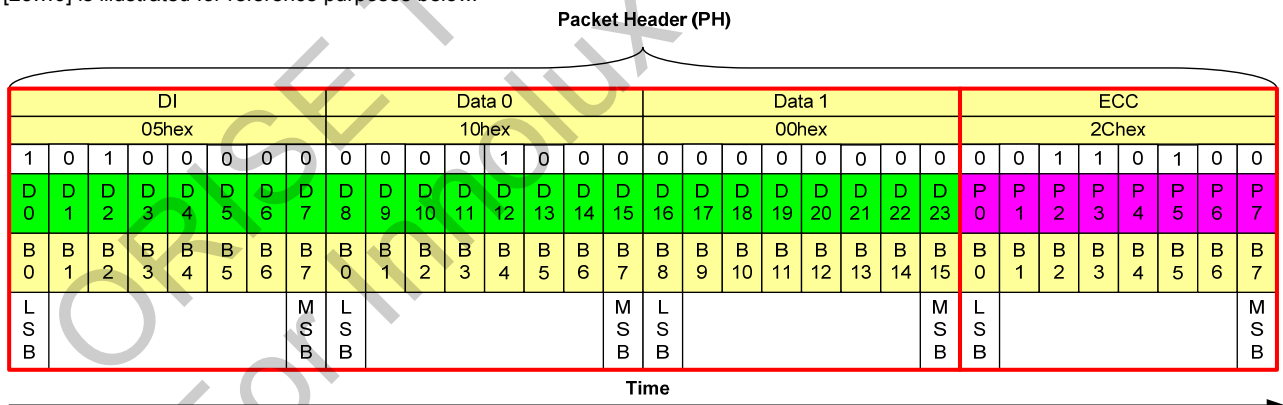 Packet Header (PH)
DI Data 0 Data 1 ECC
05hex 10hex 00hex 2Chex
1 0 1 0 0 0 0 0 0 0 0 1 0 0 0 0 0 0 0 0 0 0 0 0 0 1 1 0 1 0 0
D0 D1 D2 D3 D4 D5 D6 D7 D8 D9 D10 D11 D12 D13 D14 D15 D16 D17 D18 D19 D20 D21 D22 D23 P0 P1 P2 P3 P4 P5 P6 P7
B0 B1 B2 B3 B4 B5 B6 B7 B0 B1 B2 B3 B4 B5 B6 B7 B8 B9 B10 B11 B12 B13 B14 B15 B0 B1 B2 B3 B4 B5 B6 B7
LSB MSB LSB MSB LSB MSB LSB MSB
Time
ORISE T
For Innolux